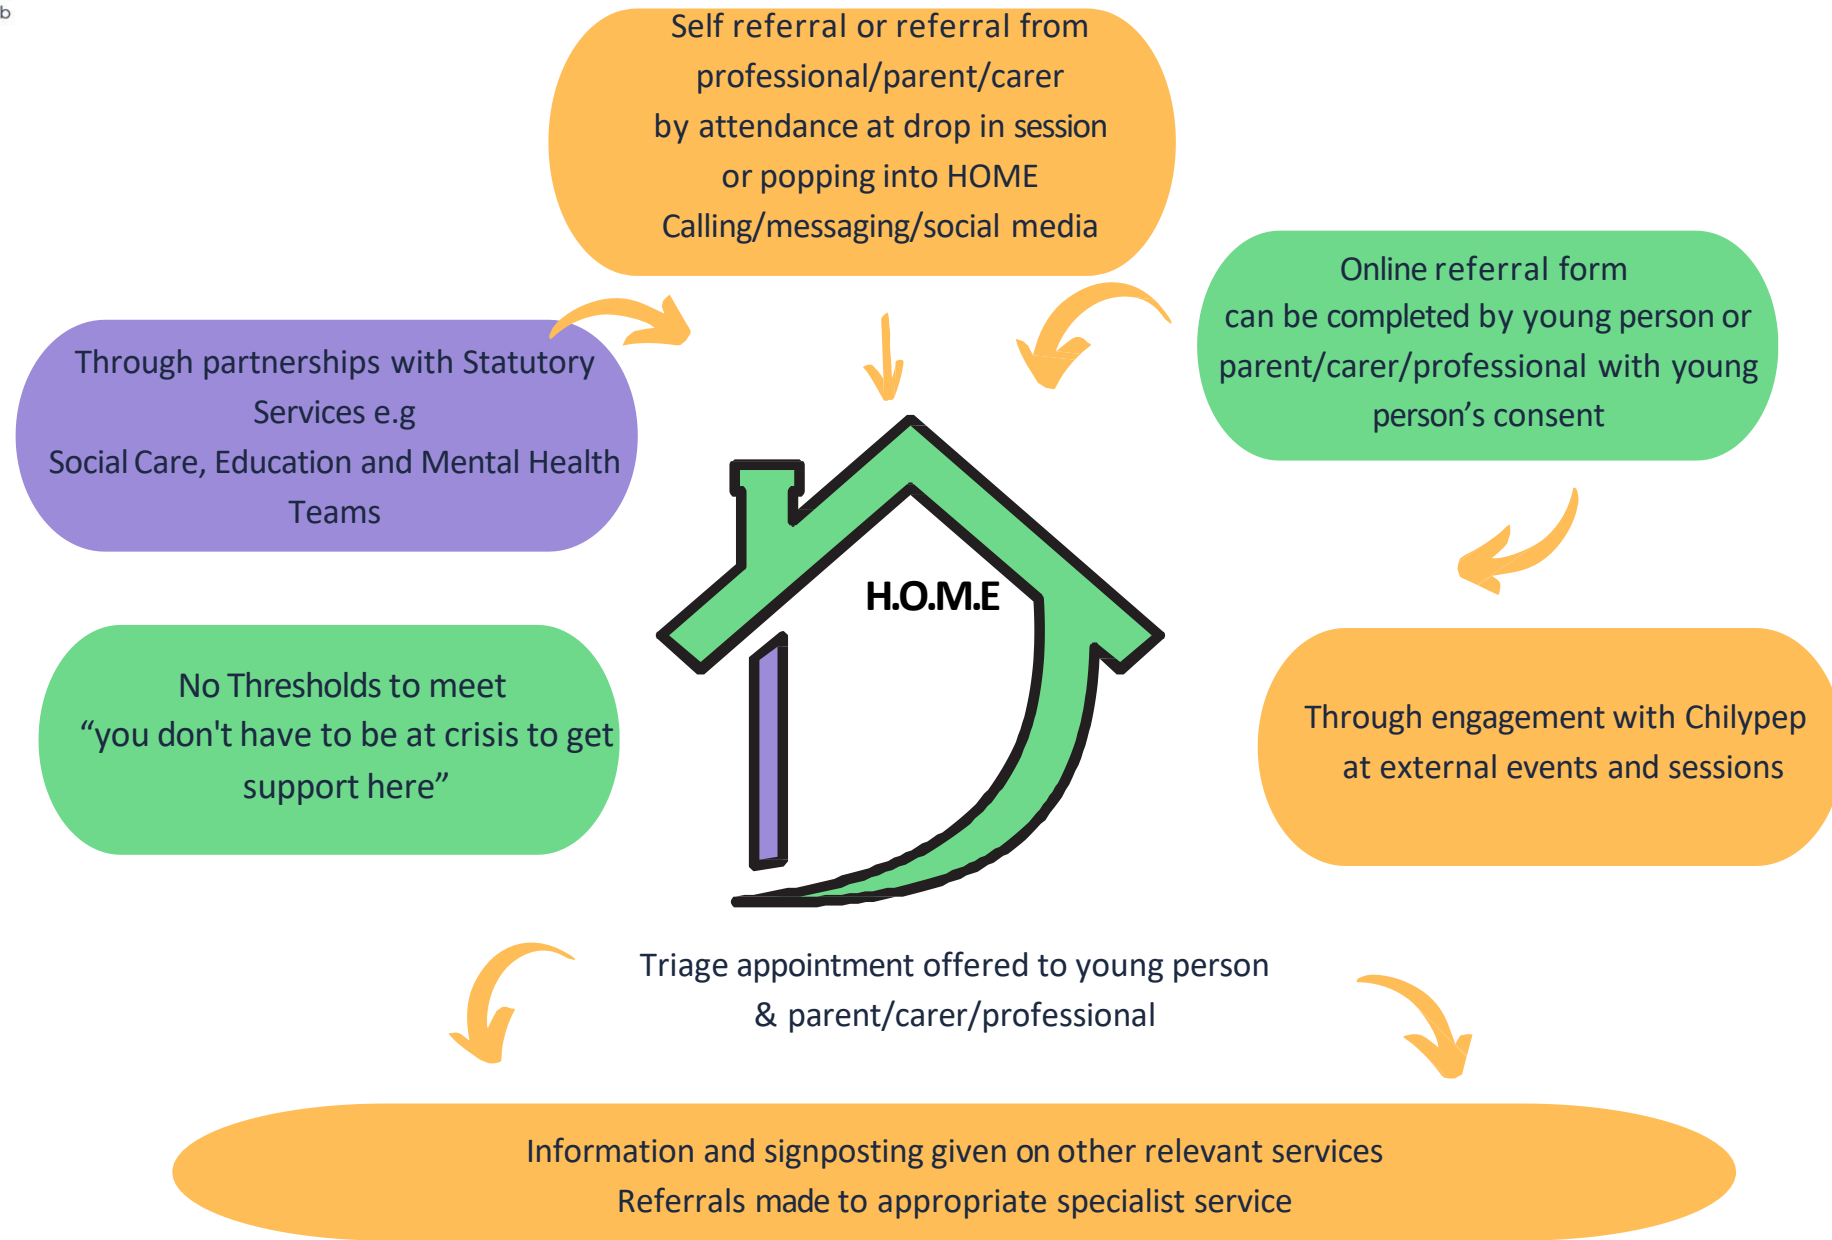 b
Self referral or referral from
professional/parent/carer
by attendance at drop in session
or popping into HOME
Calling/messaging/social media
Online referral form
can be completed by young person or
parent/carer/professional with young
person’s consent
Through partnerships with Statutory
Services e.g
Social Care, Education and Mental Health
Teams
H.O.M.E
No Thresholds to meet
“you don't have to be at crisis to get
support here”
Through engagement with Chilypep
at external events and sessions
Triage appointment offered to young person
& parent/carer/professional
Information and signposting given on other relevant services
Referrals made to appropriate specialist service